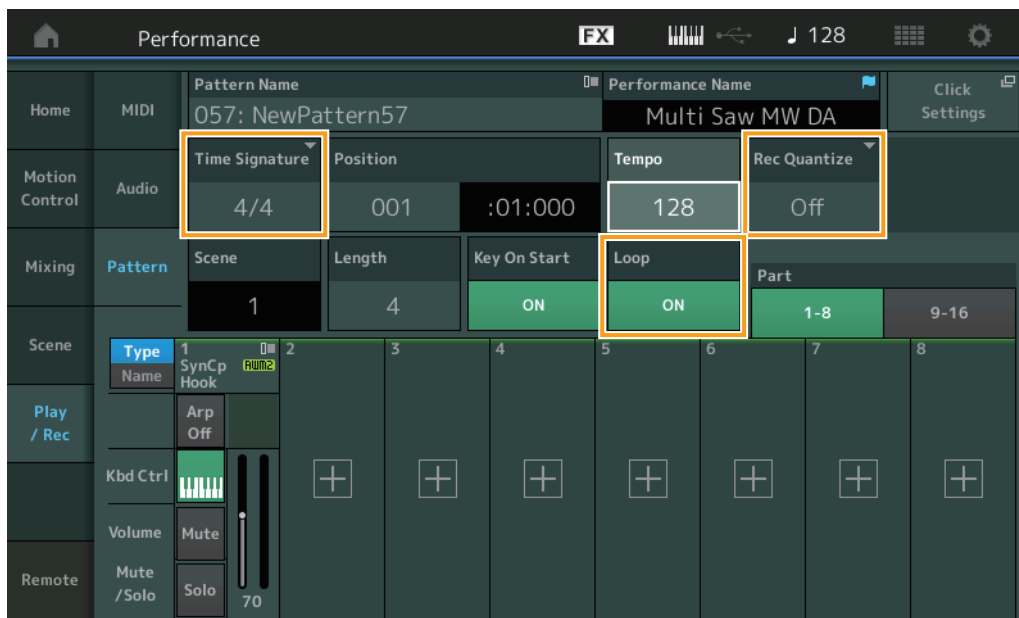 Performance
FX
♩ 128
Home
Motion
Control
Mixing
Scene
Play
/ Rec
Remote
MIDI
Audio
Pattern
Pattern Name
057: NewPattern57
Performance Name
Multi Saw MW DA
Click
Settings
Time Signature
4/4
Position
001
:01:000
Tempo
128
Rec Quantize
Off
Scene
1
Length
4
Key On Start
ON
Loop
ON
Part
1-8
9-16
Type
Name
1
SynCp
AWM2
Hook
2
3
4
5
6
7
8
Arp
Off
Kbd Ctrl
Volume
Mute
Mute
/Solo
Solo
70